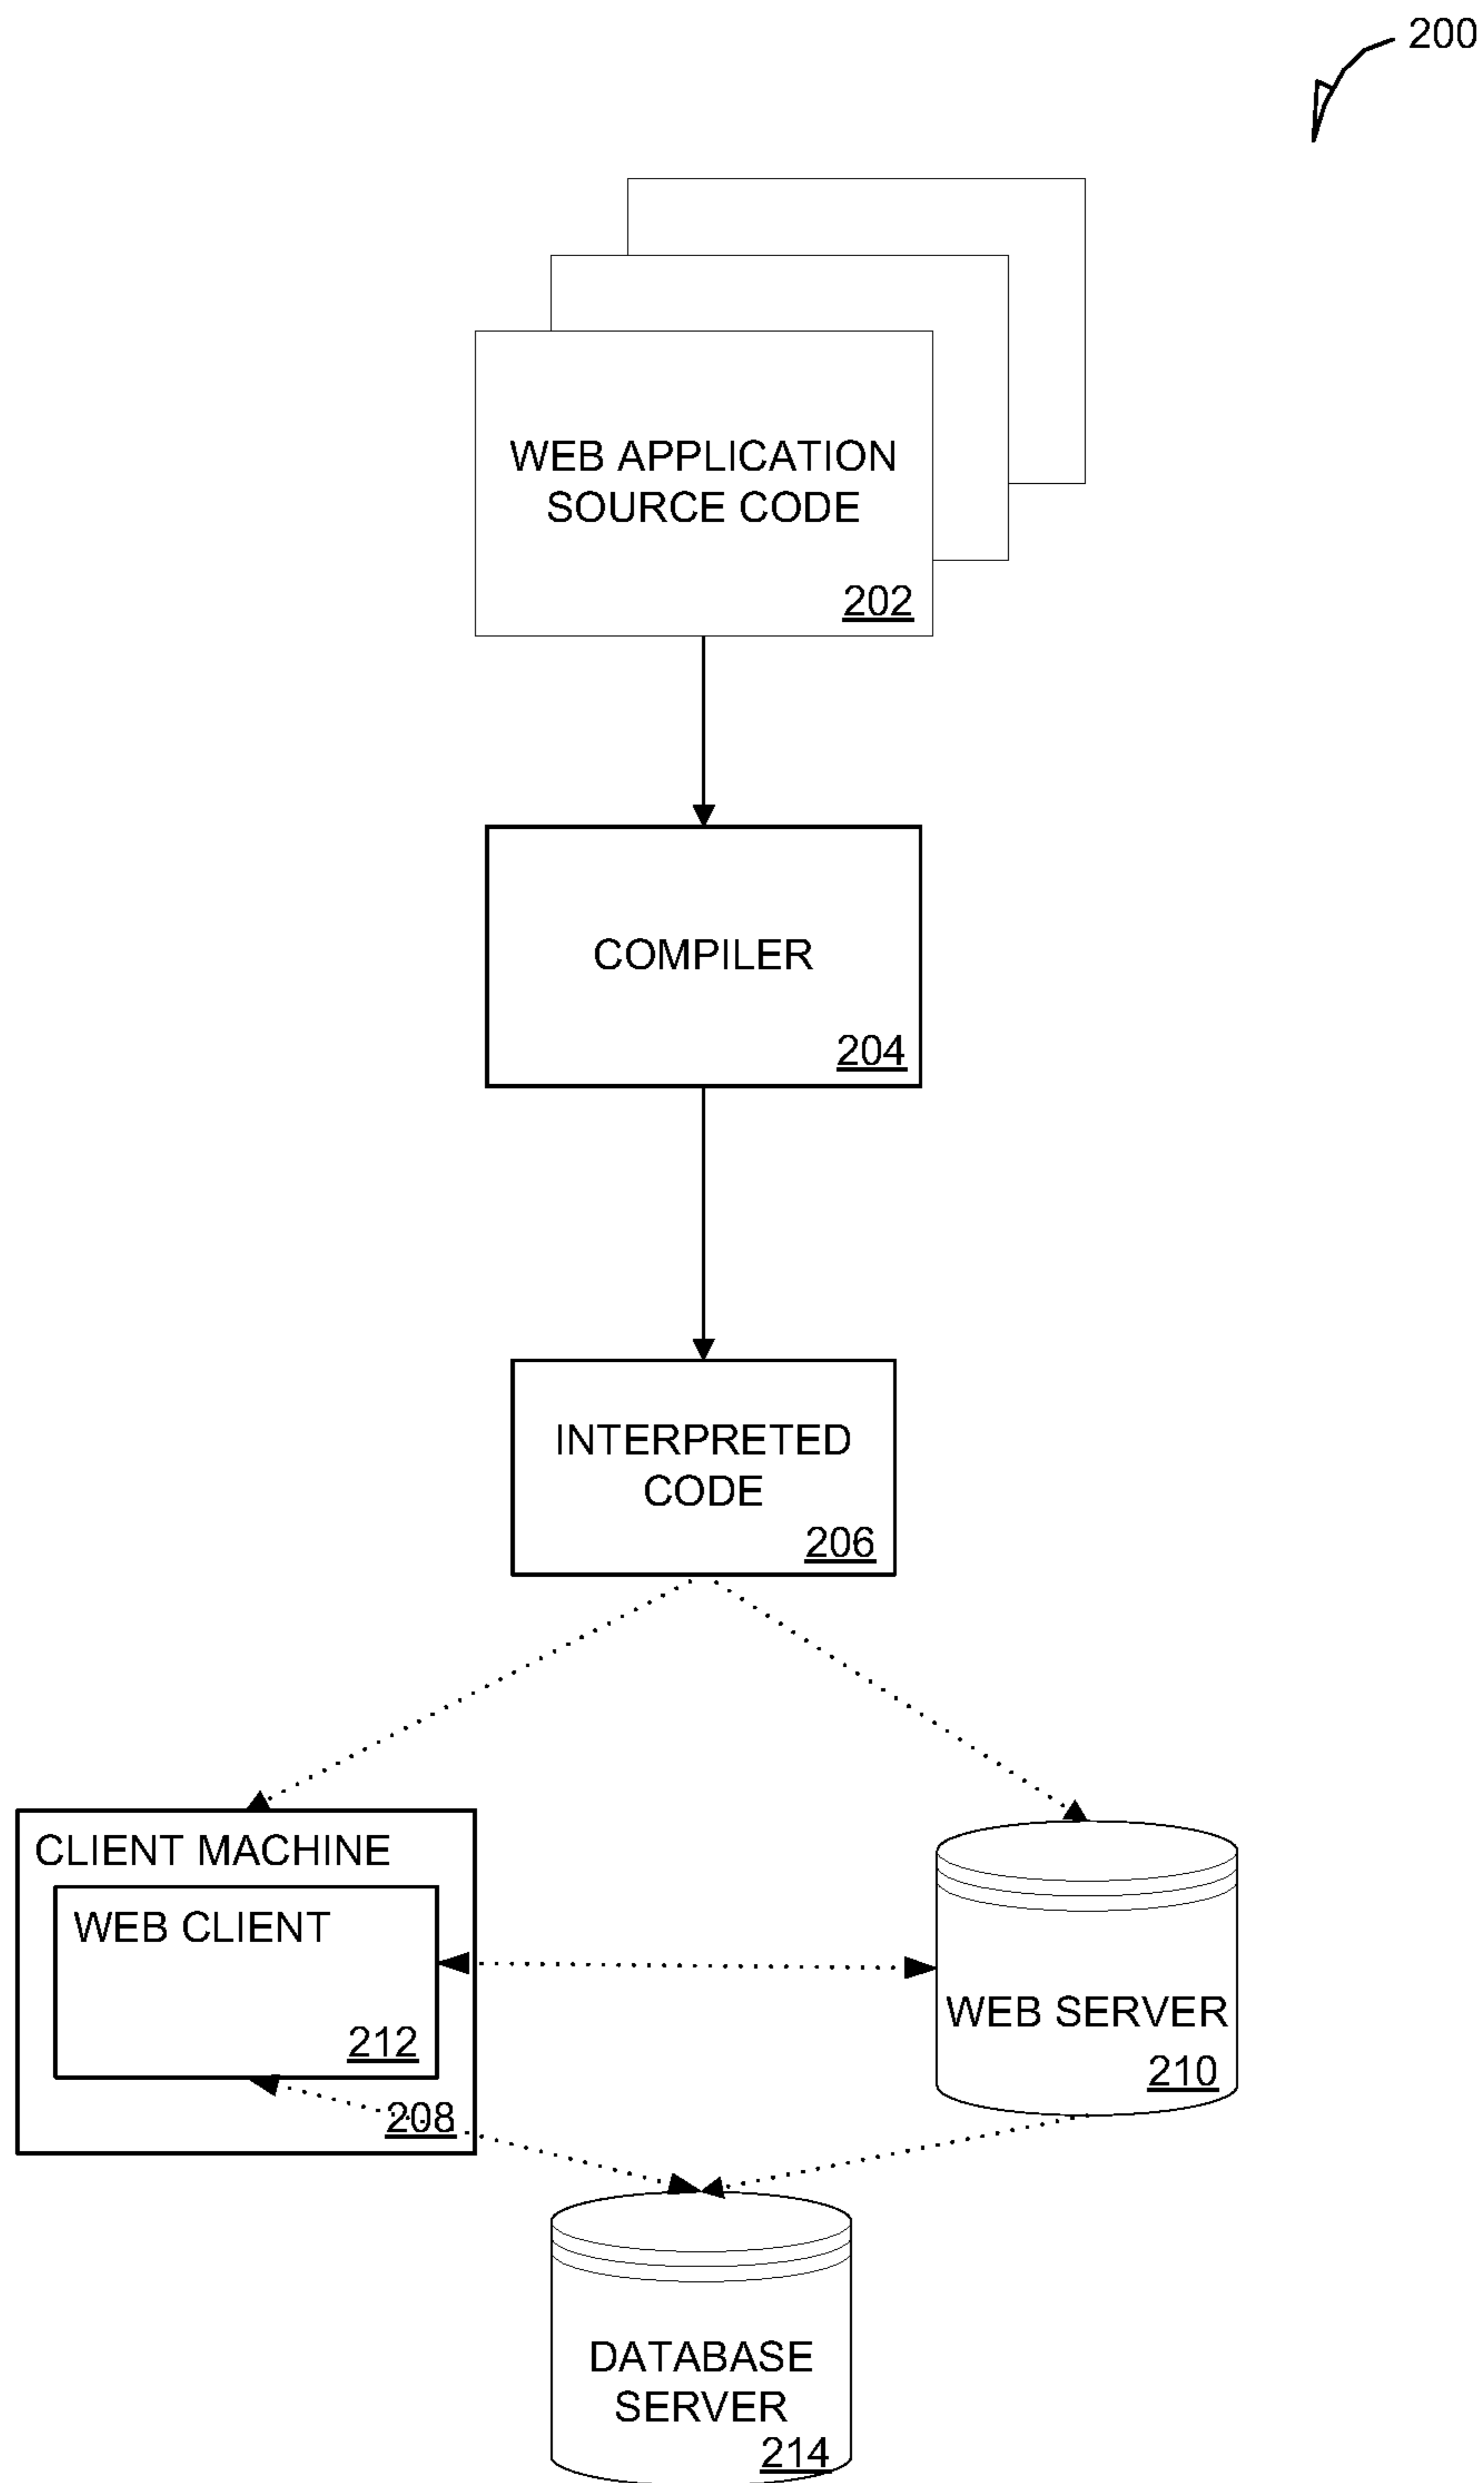 200
WEB APPLICATION
SOURCE CODE
202
COMPILER
204
INTERPRETED
CODE
206
CLIENT MACHINE
WEB CLIENT
212
208
WEB SERVER
210
DATABASE
SERVER
214